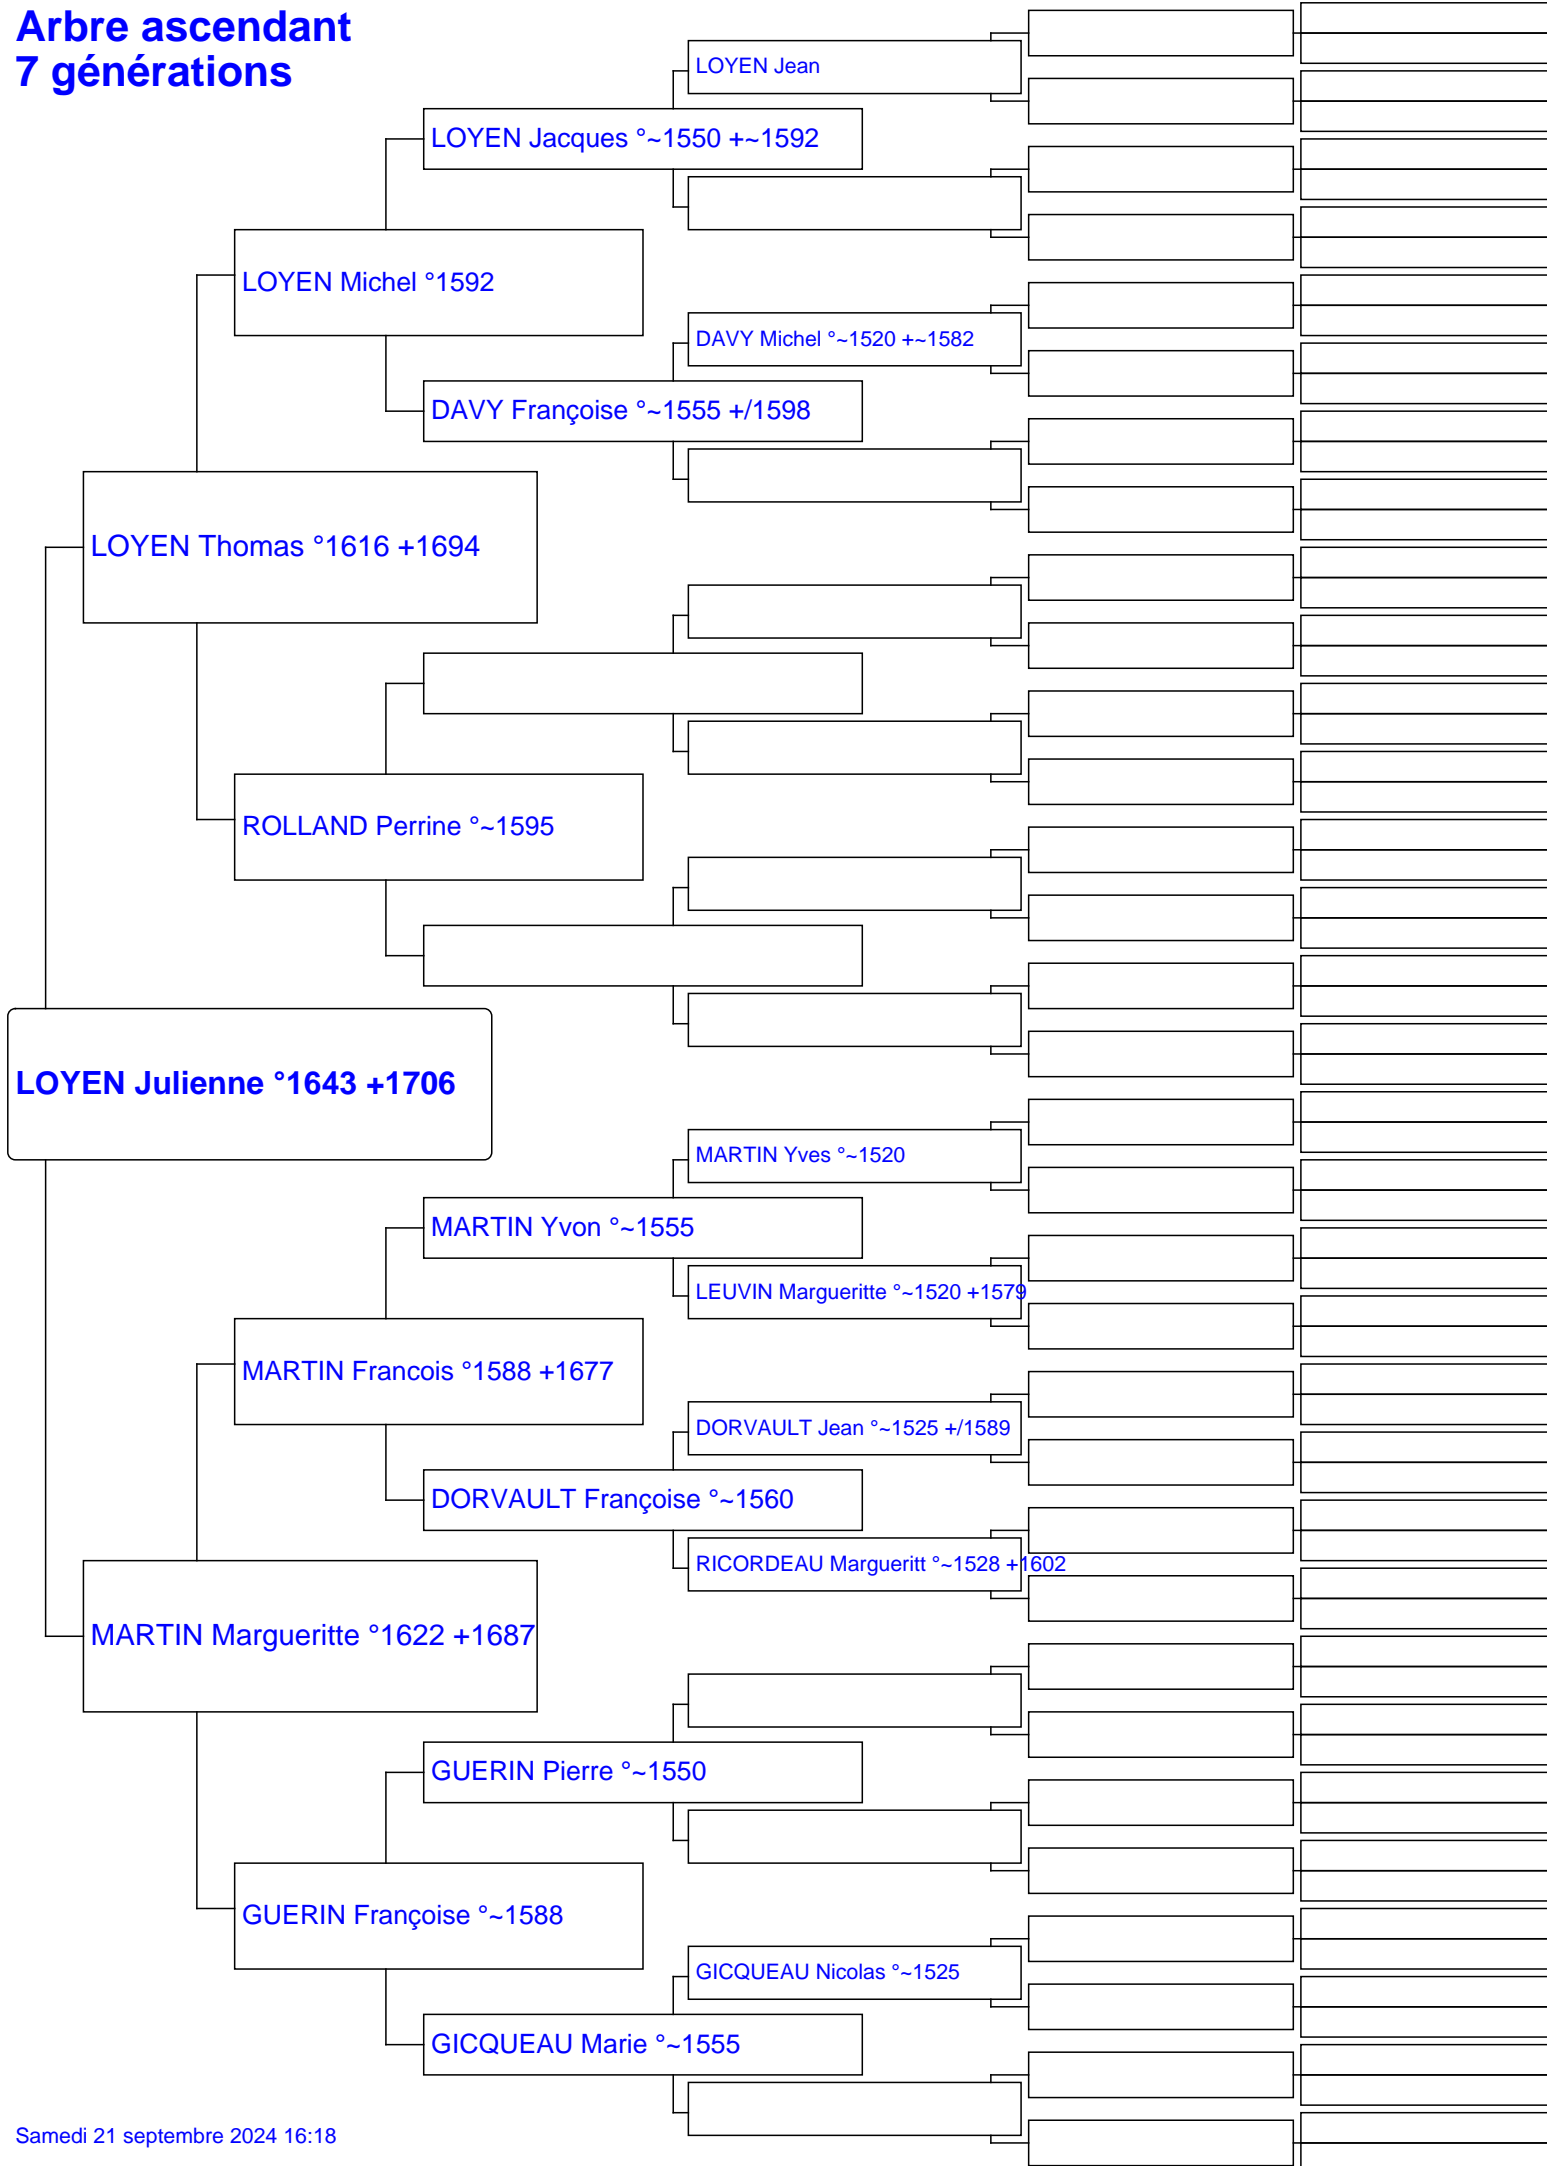 Arbre ascendant
7 générations
LOYEN Jean
LOYEN Jacques °~1550 +~1592
LOYEN Michel °1592
DAVY Michel °~1520 +~1582
DAVY Françoise °~1555 +/1598
LOYEN Thomas °1616 +1694
ROLLAND Perrine °~1595
LOYEN Julienne °1643 +1706
MARTIN Yves °~1520
MARTIN Yvon °~1555
LEUVIN Margueritte °~1520 +1579
MARTIN Francois °1588 +1677
DORVAULT Jean °~1525 +/1589
DORVAULT Françoise °~1560
RICORDEAU Margueritt °~1528 +1602
MARTIN Margueritte °1622 +1687
GUERIN Pierre °~1550
GUERIN Françoise °~1588
GICQUEAU Nicolas °~1525
GICQUEAU Marie °~1555
Samedi 21 septembre 2024 16:18